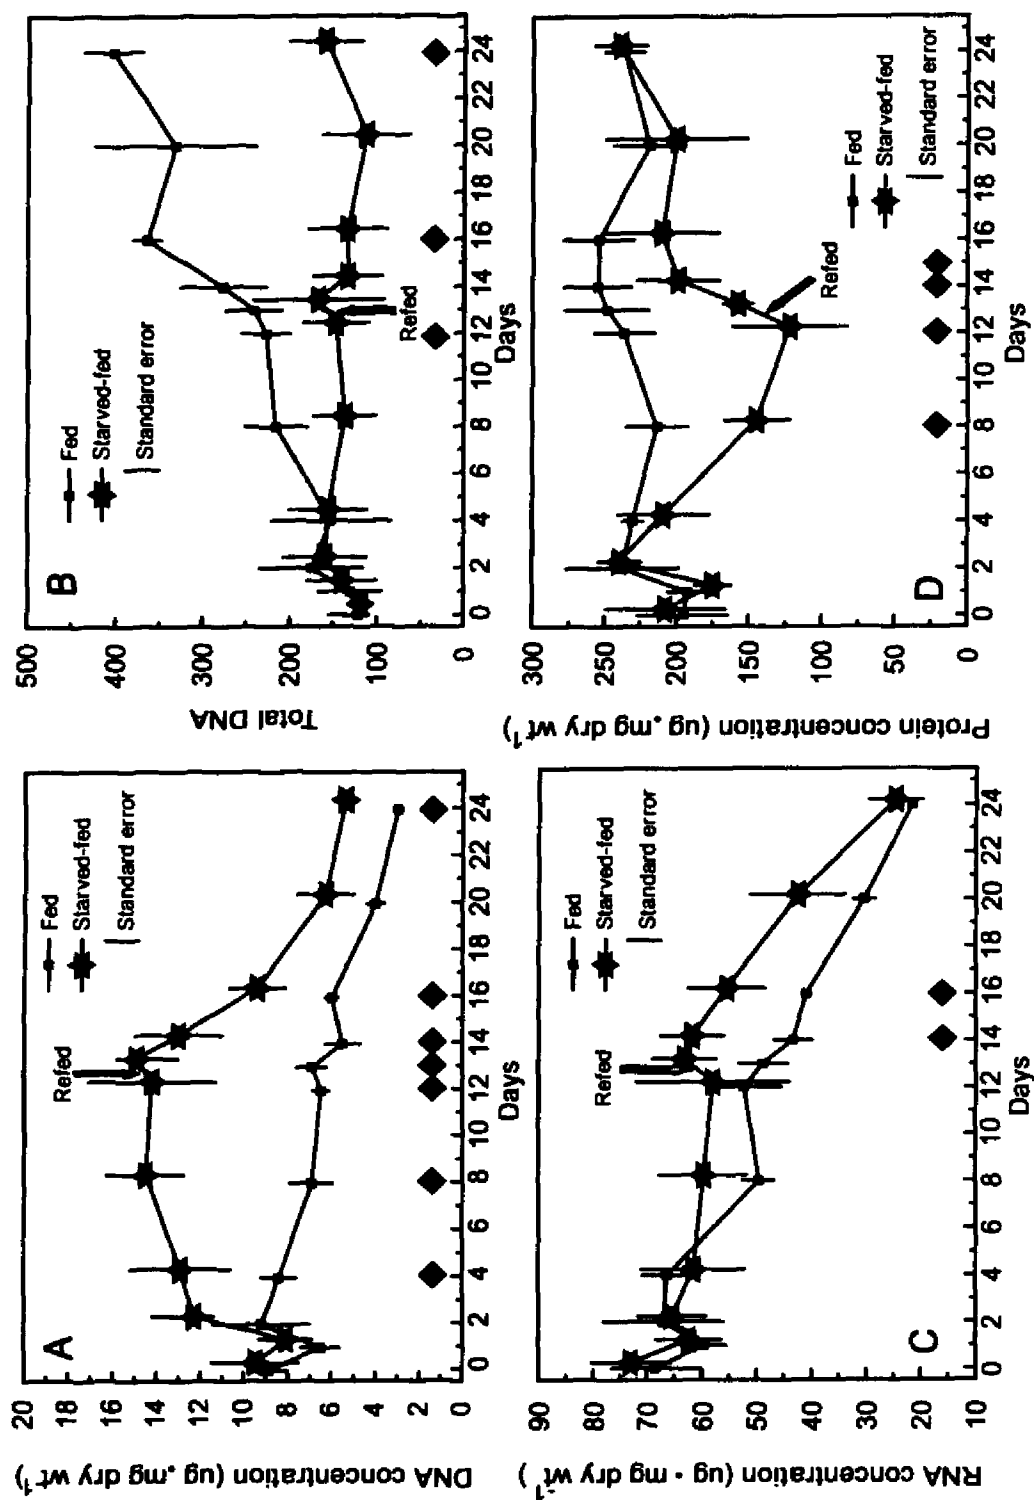 A
DNA concentration (ug.mg dry wt⁻¹)
20
18
16
14
12
10
8
6
4
2
0
Refed
Fed
Starved-fed
Standard error
0 2 4 6 8 10 12 14 16 18 20 22 24
Days
B
Total DNA
500
400
300
200
100
0
Fed
Starved-fed
Standard error
Refed
0 2 4 6 8 10 12 14 16 18 20 22 24
Days
C
RNA concentration (ug • mg dry wt⁻¹)
90
80
70
60
50
40
30
20
10
Refed
Fed
Starved-fed
Standard error
0 2 4 6 8 10 12 14 16 18 20 22 24
Days
D
Protein concentration (ug.mg dry wt⁻¹)
300
250
200
150
100
50
0
Refed
Fed
Starved-fed
Standard error
0 2 4 6 8 10 12 14 16 18 20 22 24
Days